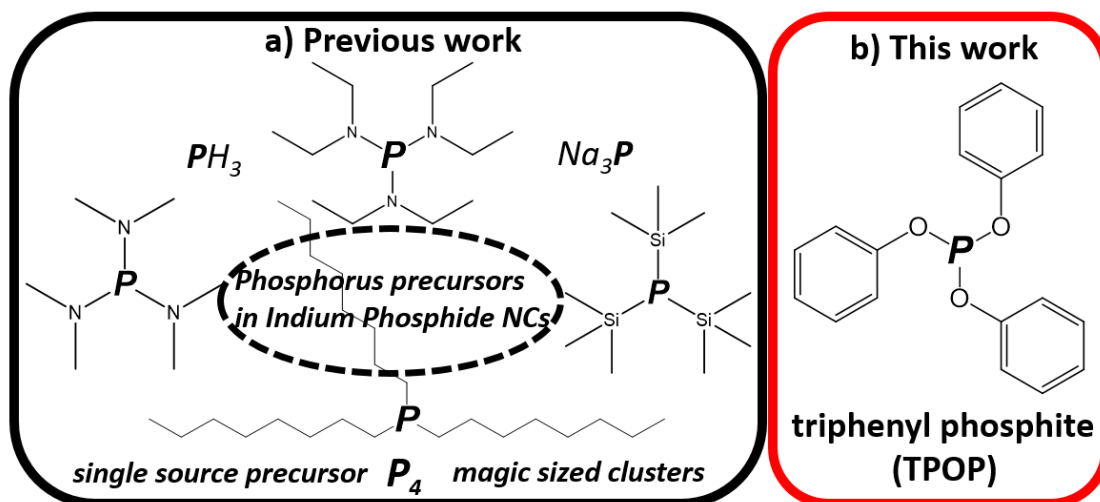 a) Previous work
PH3
N
N
P
N
Na3P
N
P
N
N
Si
P
Si
Si
Phosphorus precursors
in Indium Phosphide NCs
P
single source precursor P4 magic sized clusters
b) This work
O
P
O
O
triphenyl phosphite
(TPOP)